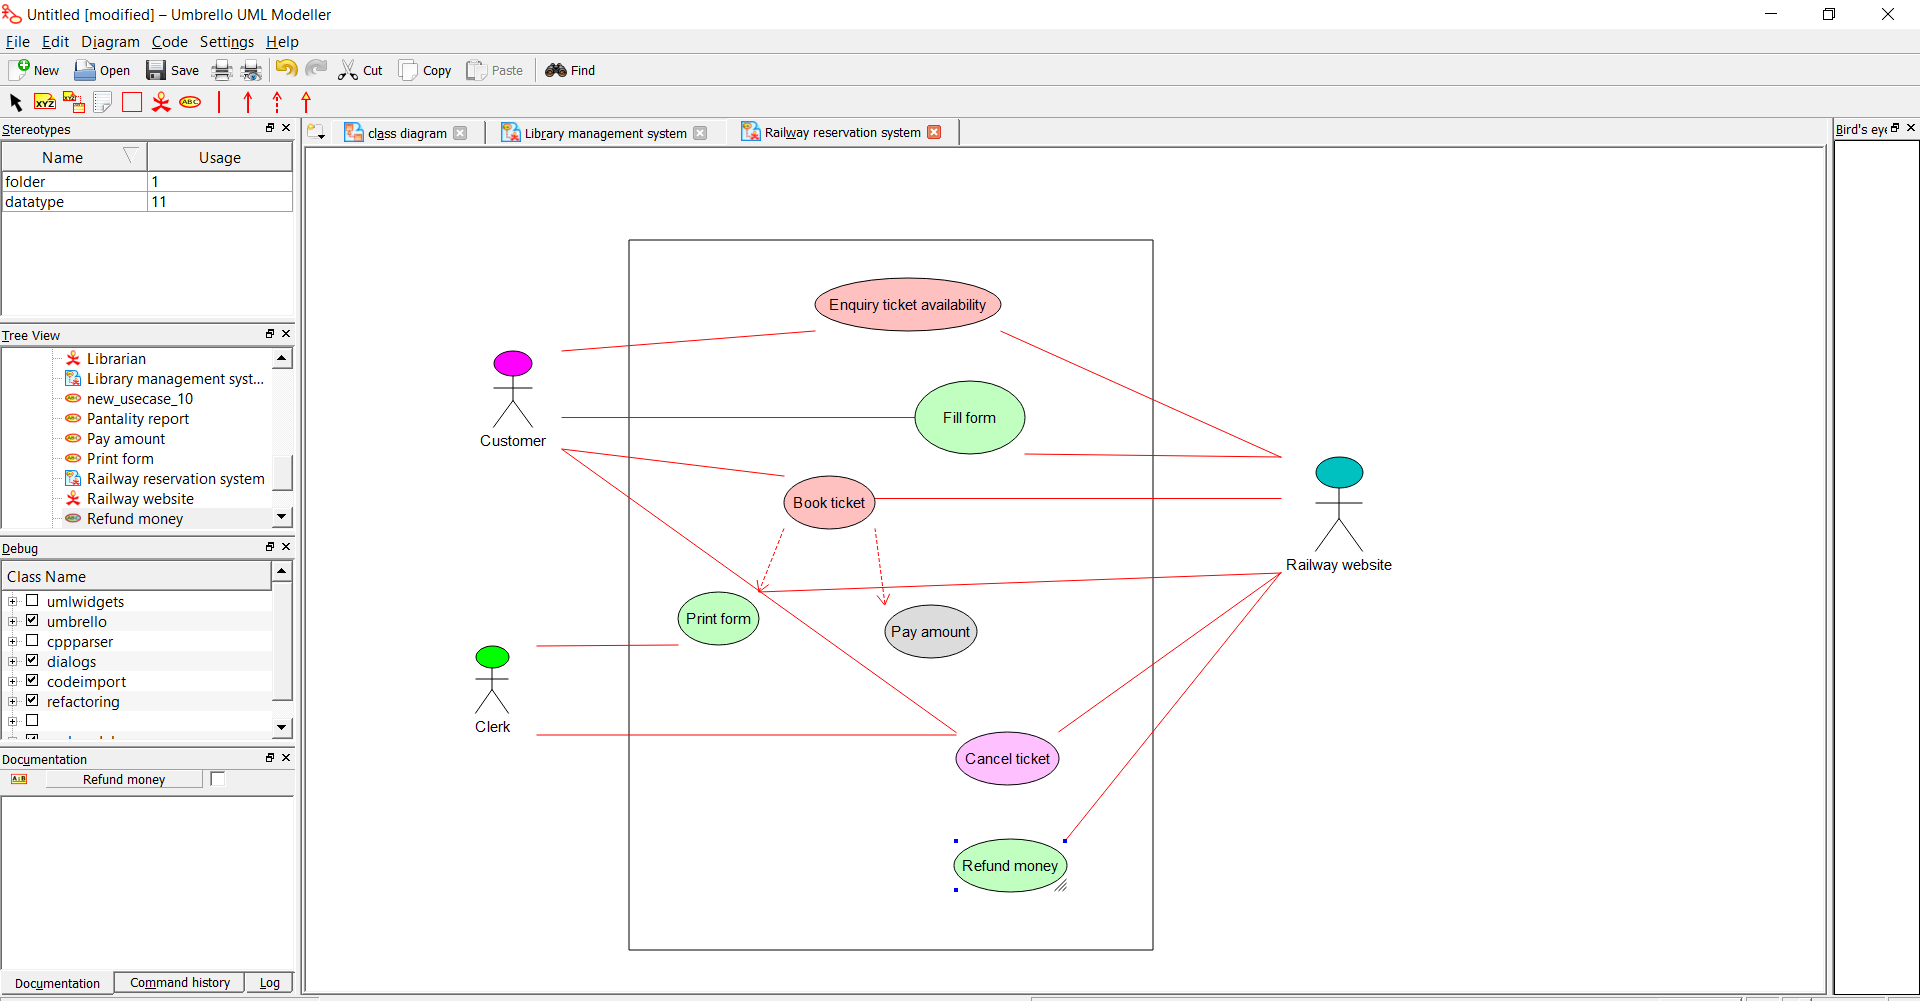 Untitled [modified] – Umbrello UML Modeller
File Edit Diagram Code Settings Help
New Open Save Cut Copy Paste Find
XYZ XYZ ABC
Stereotypes
Name Usage
folder 1
datatype 11
Tree View
Librarian
Library management syst...
new_usecase_10
Pantality report
Pay amount
Print form
Railway reservation system
Railway website
Refund money
Debug
Class Name
umlwidgets
umbrello
cppparser
dialogs
codeimport
refactoring
Documentation
Refund money
Documentation Command history Log
class diagram Library management system Railway reservation system
Enquiry ticket availability
Fill form
Customer
Book ticket
Railway website
Print form
Pay amount
Clerk
Cancel ticket
Refund money
Bird's eye